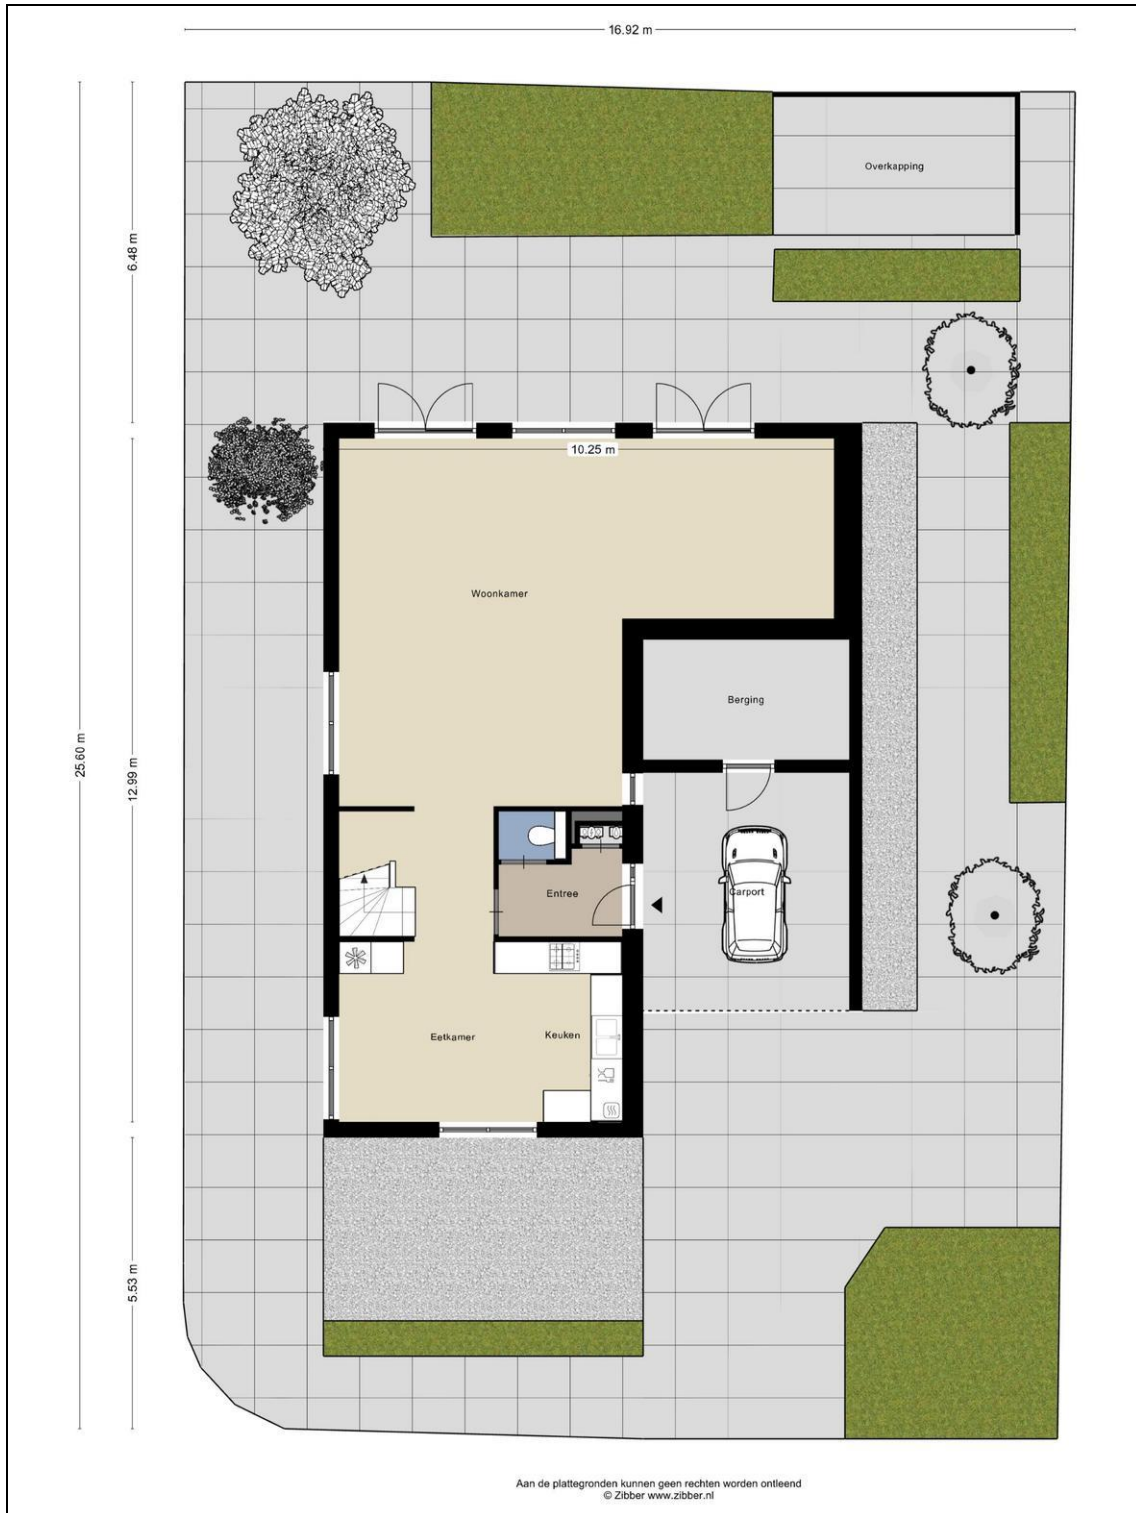 16.92 m
Overkapping
6.48 m
10.25 m
Woonkamer
Berging
25.60 m
12.99 m
Carport
Entree
Eetkamer
Keuken
5.53 m
Aan de plattegronden kunnen geen rechten worden ontleend
© Zibber www.zibber.nl